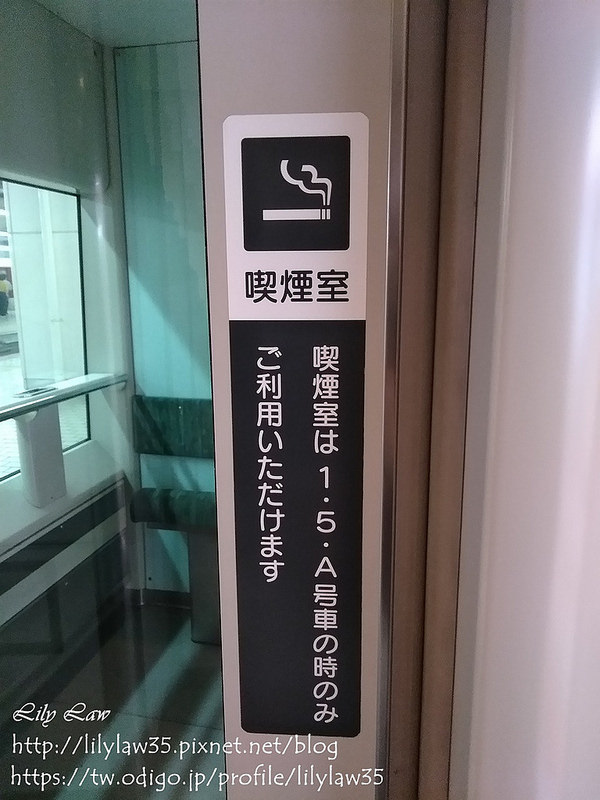 喫煙室
喫煙室は1・5・A号車の時のみ
ご利用いただけます
Lily Law
http://lilylaw35.pixnet.net/blog
https://tw.odigo.jp/profile/lilylaw35